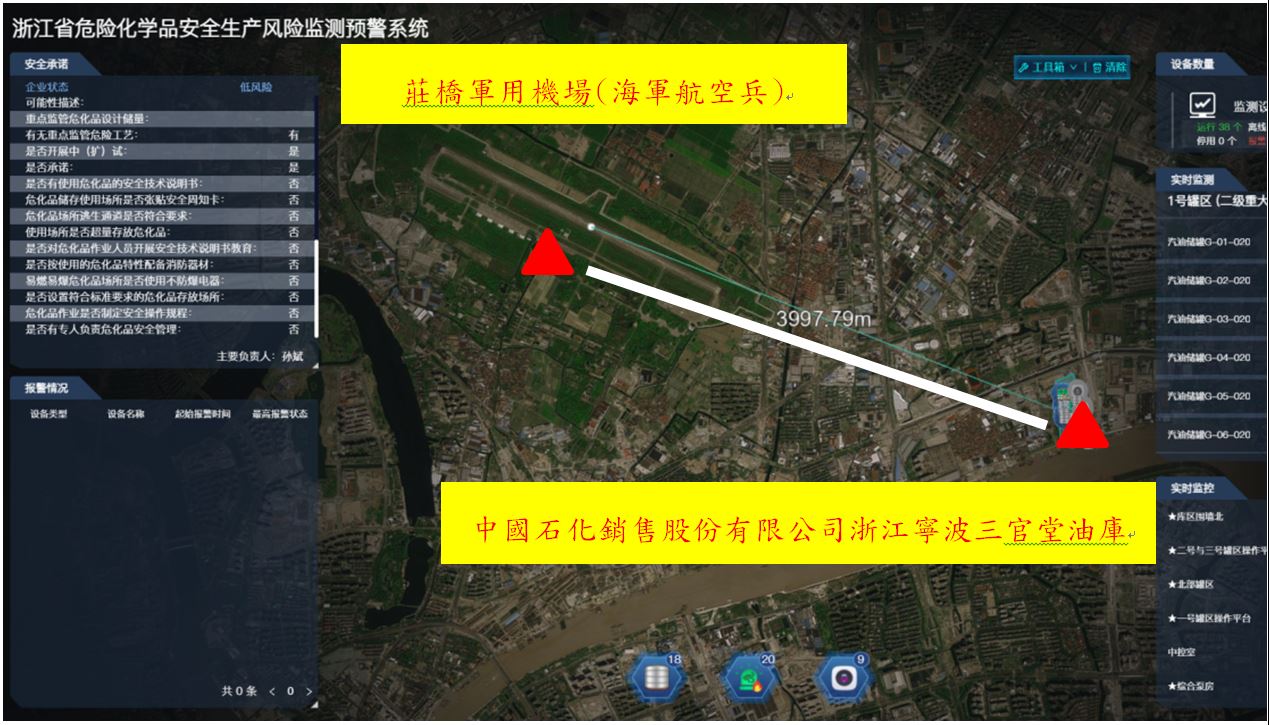 浙江省危险化学品安全生产风险监测预警系统
安全承诺
企业状态 低风险
可能性描述:
重点监管危化品设计储量:
有无重点监管危险工艺: 有
是否开展中（扩）试: 是
是否承诺: 是
是否有使用危化品的安全技术说明书: 否
危化品储存使用场所是否张贴安全周知卡: 否
危化品场所逃生通道是否符合要求: 否
使用场所是否超量存放危化品: 否
是否对危化品作业人员开展安全技术说明书教育: 否
是否按使用的危化品特性配备消防器材: 否
易燃易爆危化品场所是否使用不防爆电器: 否
是否设置符合标准要求的危化品存放场所: 否
危化品作业是否制定安全操作规程: 否
是否有专人负责危化品安全管理: 否
主要负责人: 孙斌
报警情况
设备类型 设备名称 起始报警时间 最高报警状态
共 0 条 < 0 >
莊橋軍用機場(海軍航空兵)
3997.79m
中國石化銷售股份有限公司浙江寧波三官堂油庫
18
20
9
工具箱 清除
设备数量
监测设
运行 38 个 离线
停用 0 个 报警
实时监测
1号罐区 (二级重大
汽油储罐G-01-020
汽油储罐G-02-020
汽油储罐G-03-020
汽油储罐G-04-020
汽油储罐G-05-020
汽油储罐G-06-020
实时监控
★库区围墙北
★二号与三号罐区操作平
★北部罐区
★一号罐区操作平台
中控室
★综合泵房